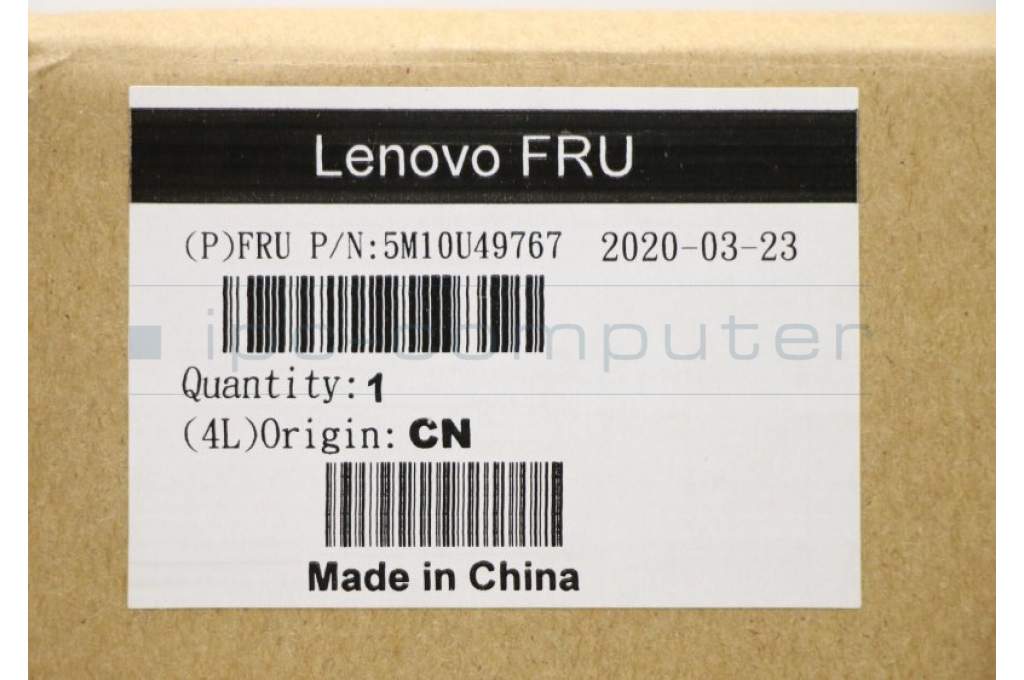 Lenovo FRU
(P)FRU P/N:5M10U49767 2020-03-23
ipc-computer
Quantity:1
(4L)Origin: CN
Made in China